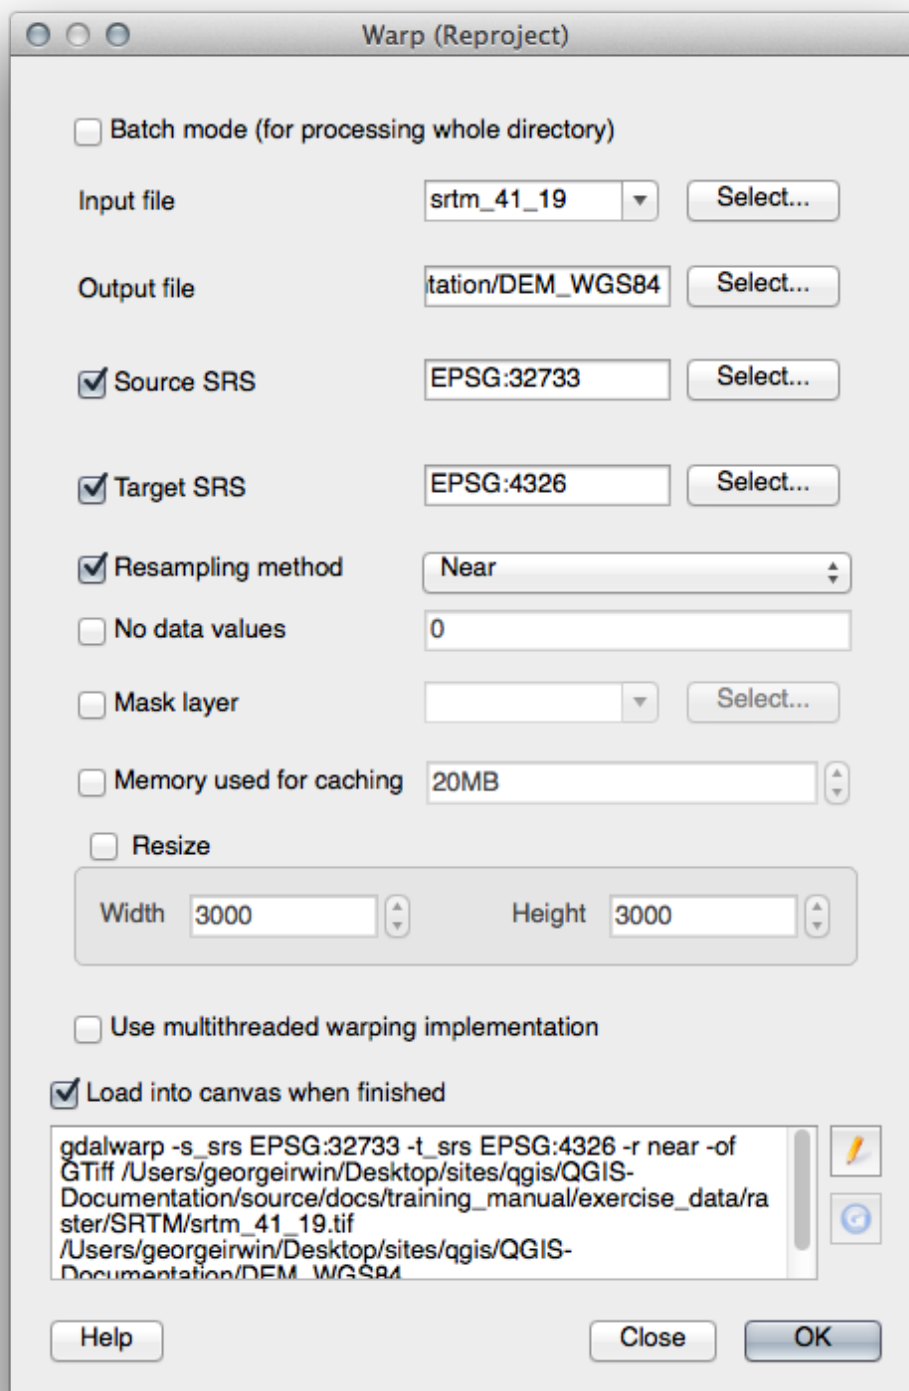 Warp (Reproject)
Batch mode (for processing whole directory)
Input file srtm_41_19 Select...
Output file tation/DEM_WGS84 Select...
Source SRS EPSG:32733 Select...
Target SRS EPSG:4326 Select...
Resampling method Near
No data values 0
Mask layer Select...
Memory used for caching 20MB
Resize
Width 3000 Height 3000
Use multithreaded warping implementation
Load into canvas when finished
gdalwarp -s_srs EPSG:32733 -t_srs EPSG:4326 -r near -of
GTiff /Users/georgeirwin/Desktop/sites/qgis/QGIS-
Documentation/source/docs/training_manual/exercise_data/ra
ster/SRTM/srtm_41_19.tif
/Users/georgeirwin/Desktop/sites/qgis/QGIS-
Documentation/DEM_WGS84
Help Close OK